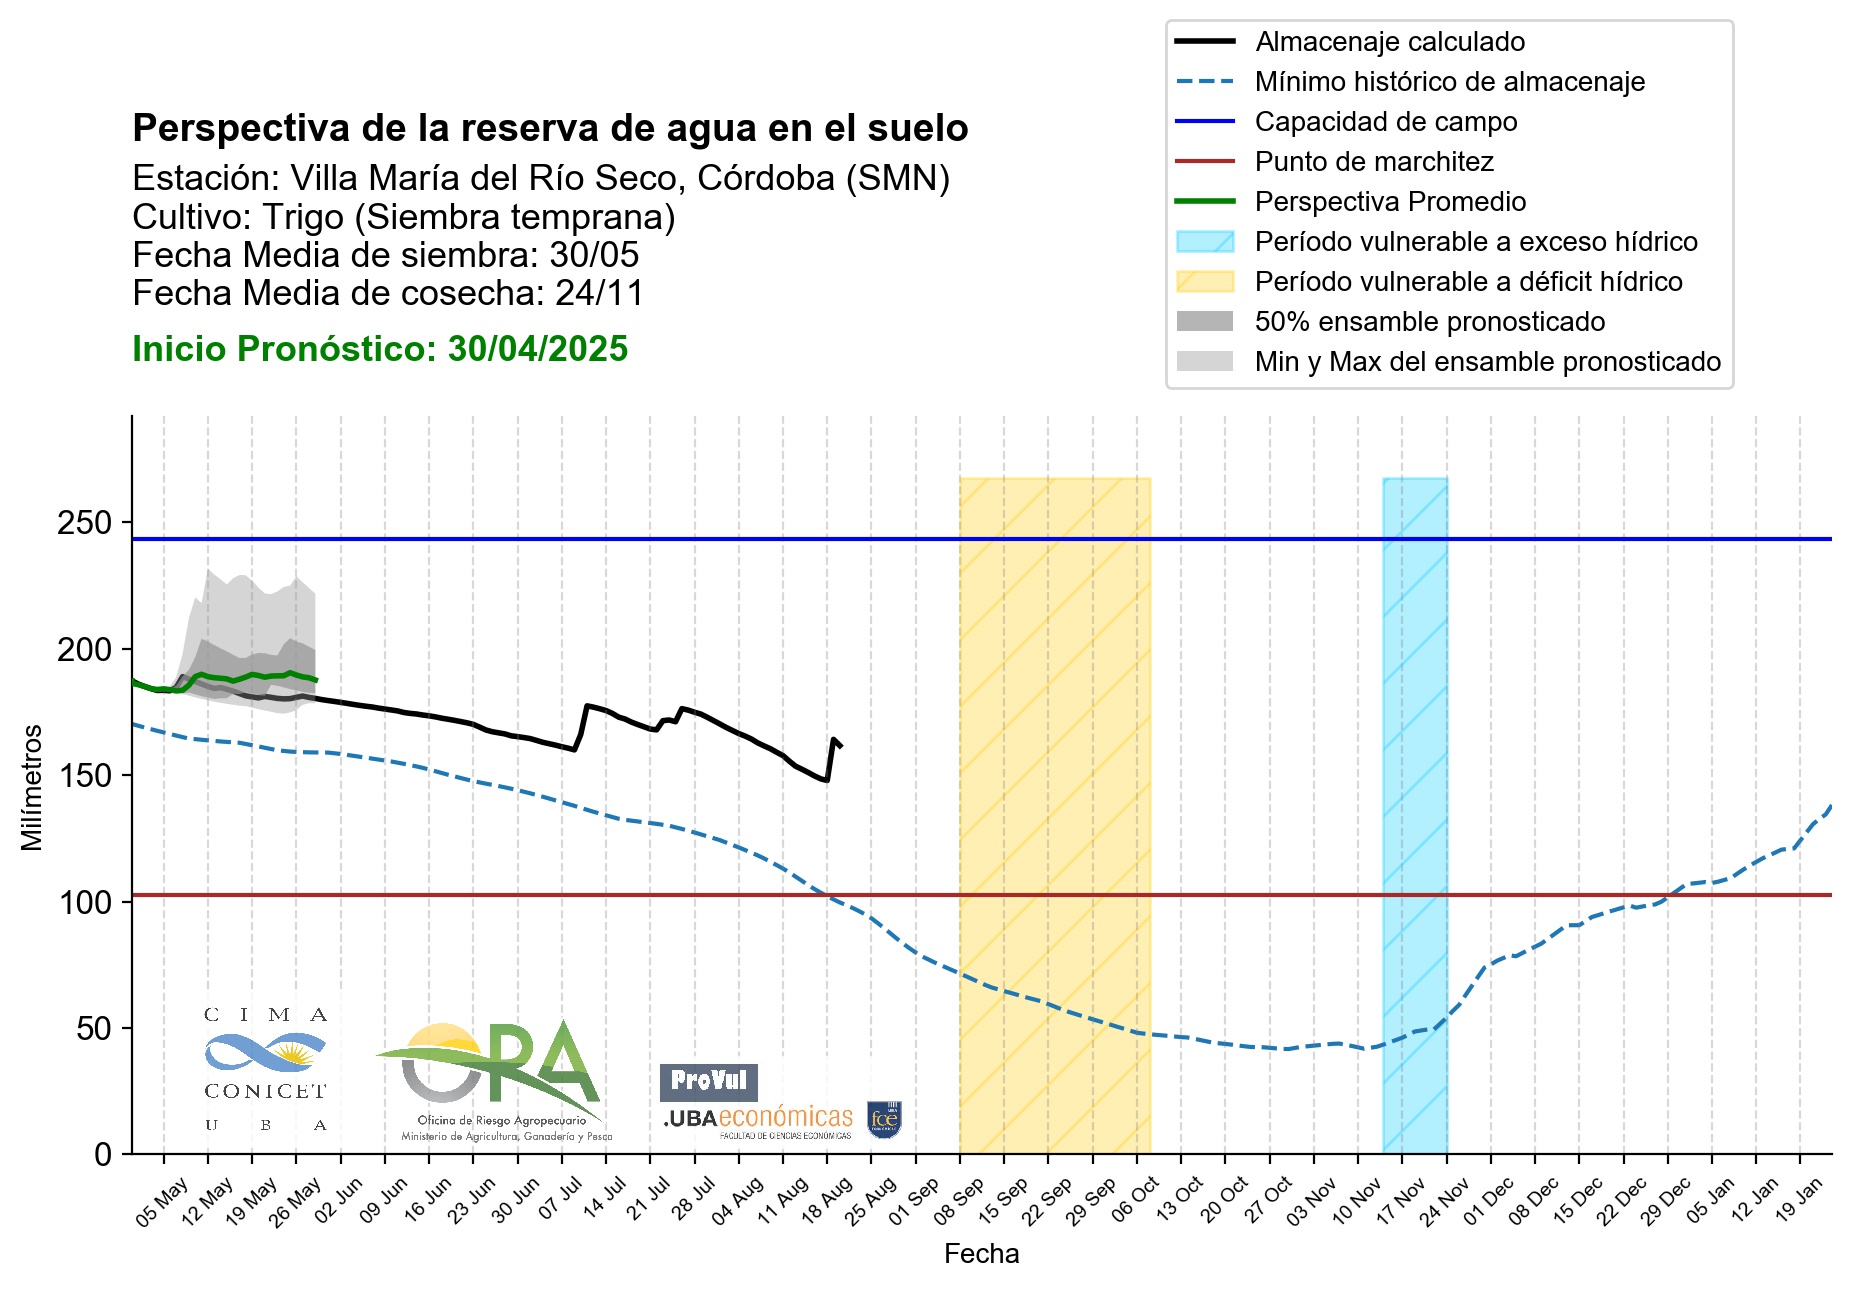 Almacenaje calculado
Mínimo histórico de almacenaje
Capacidad de campo
Punto de marchitez
Perspectiva Promedio
Período vulnerable a exceso hídrico
Período vulnerable a déficit hídrico
50% ensamble pronosticado
Min y Max del ensamble pronosticado
Perspectiva de la reserva de agua en el suelo
Estación: Villa María del Río Seco, Córdoba (SMN)
Cultivo: Trigo (Siembra temprana)
Fecha Media de siembra: 30/05
Fecha Media de cosecha: 24/11
Inicio Pronóstico: 30/04/2025
Milímetros
250
200
150
100
50
0
CIMA
CONICET
UBA
ORA
Oficina de Riesgo Agropecuario
Ministerio de Agricultura, Ganadería y Pesca
ProVul
.UBAeconómicas
FACULTAD DE CIENCIAS ECONÓMICAS
UBA
fce
05 May
12 May
19 May
26 May
02 Jun
09 Jun
16 Jun
23 Jun
30 Jun
07 Jul
14 Jul
21 Jul
28 Jul
04 Aug
11 Aug
18 Aug
25 Aug
01 Sep
08 Sep
15 Sep
22 Sep
29 Sep
06 Oct
13 Oct
20 Oct
27 Oct
03 Nov
10 Nov
17 Nov
24 Nov
01 Dec
08 Dec
15 Dec
22 Dec
29 Dec
05 Jan
12 Jan
19 Jan
Fecha